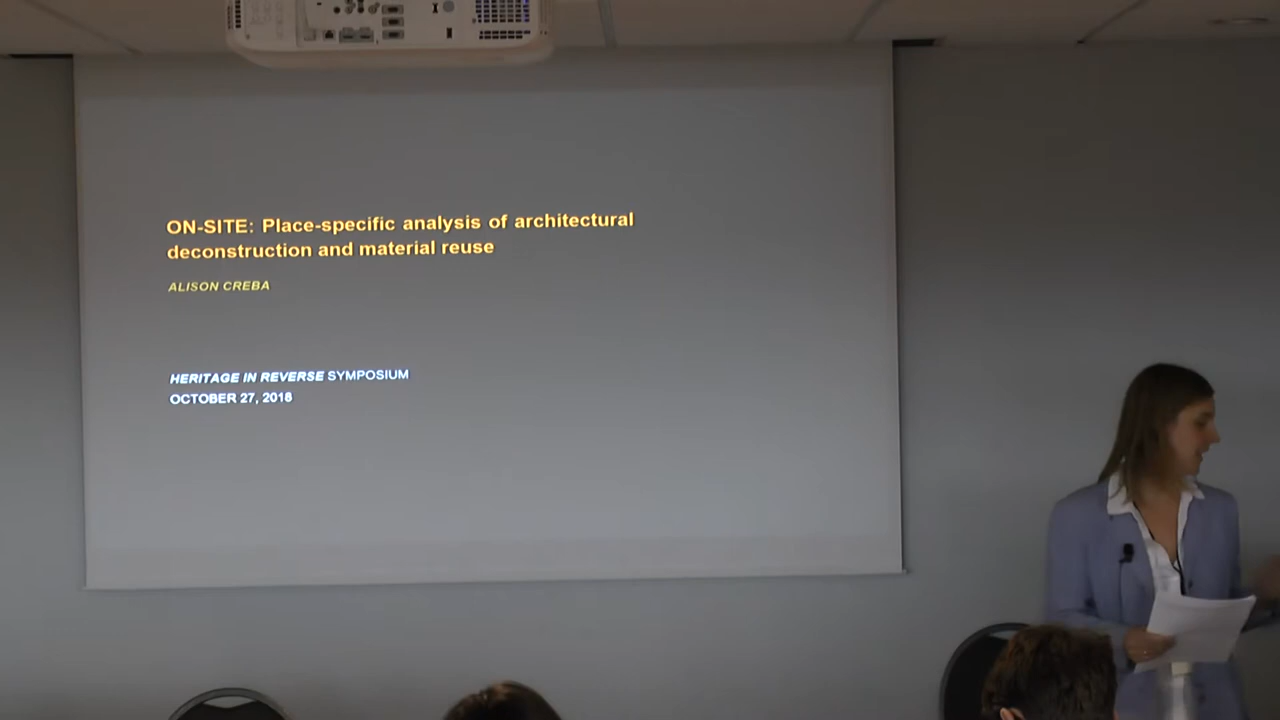 ON-SITE: Place-specific analysis of architectural
deconstruction and material reuse
ALISON CREBA
HERITAGE IN REVERSE SYMPOSIUM
OCTOBER 27, 2018